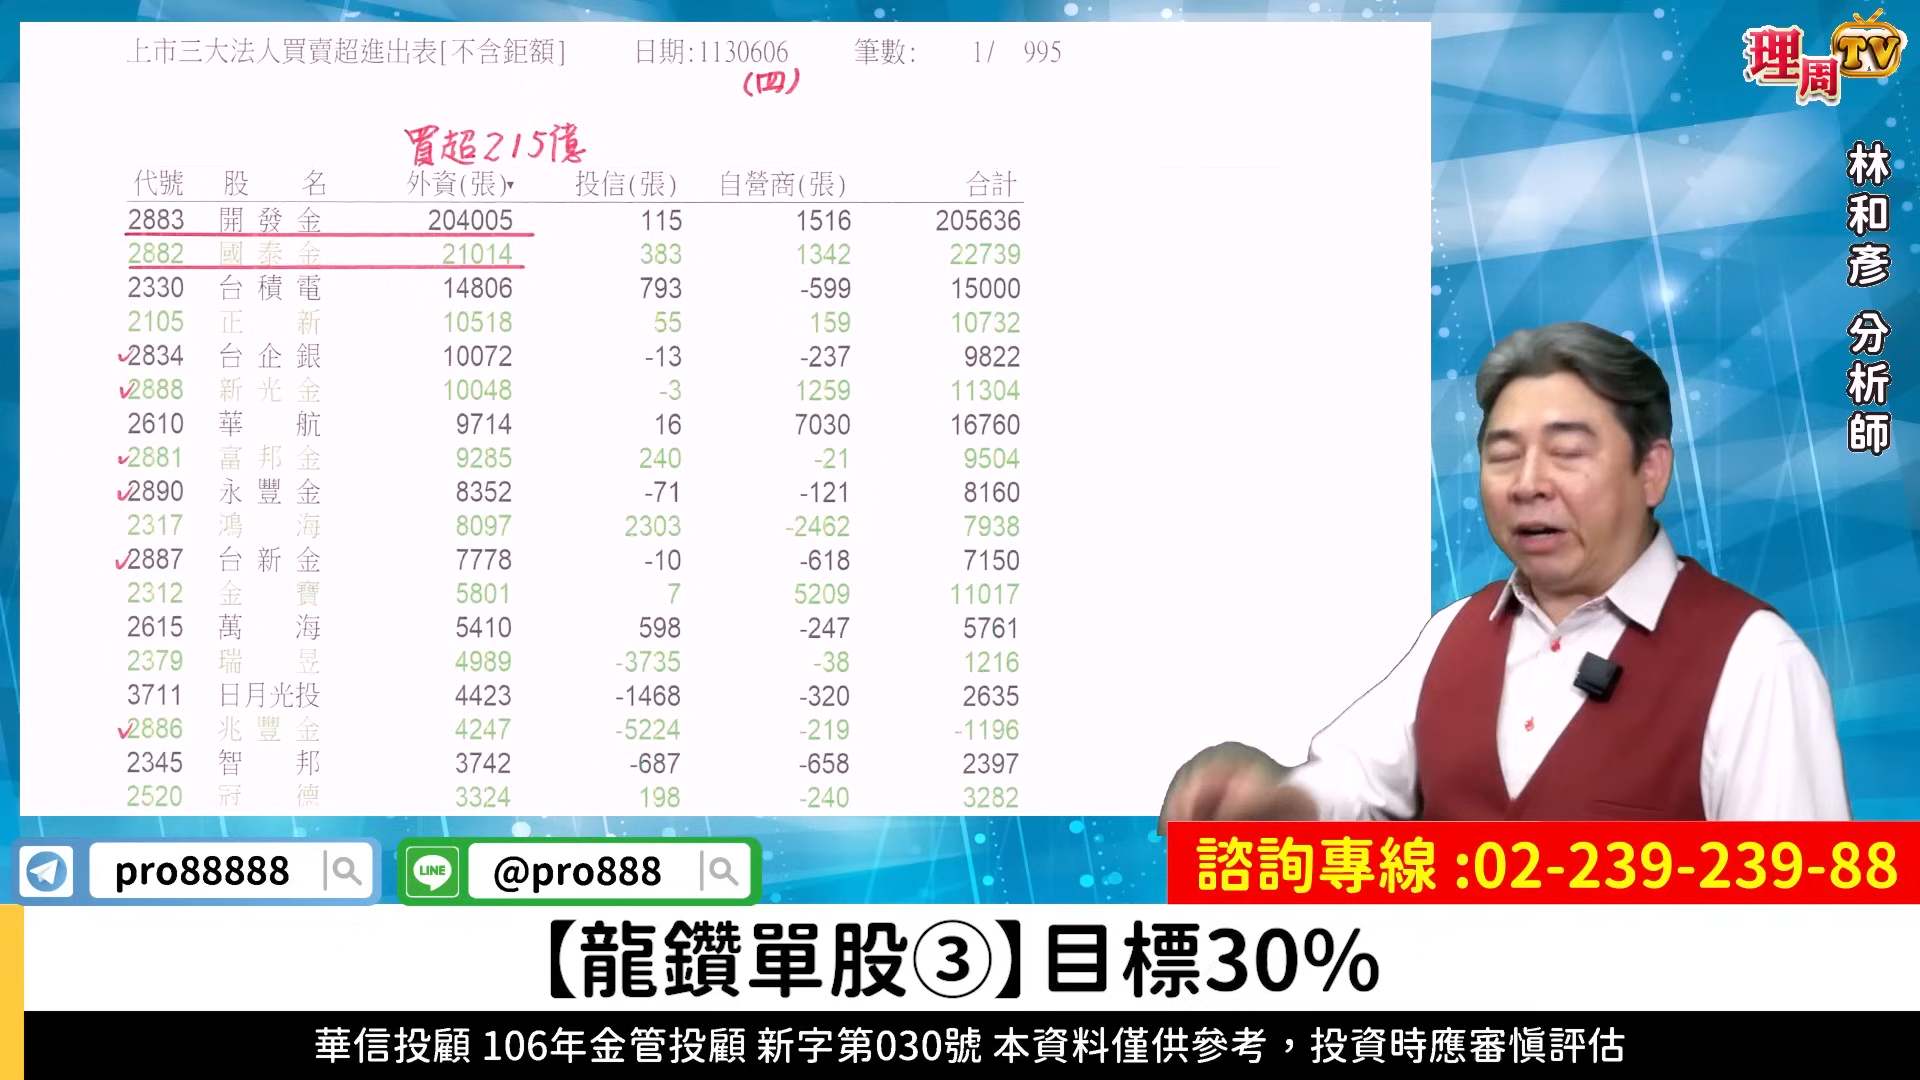 上市三大法人買賣超進出表[不含鉅額] 日期:1130606 筆數: 1/ 995
(四)
買超215億
代號 股名 外資(張)▾ 投信(張) 自營商(張) 合計
2883 開發金 204005 115 1516 205636
2882 國泰金 21014 383 1342 22739
2330 台積電 14806 793 -599 15000
2105 正新 10518 55 159 10732
2834 台企銀 10072 -13 -237 9822
2888 新光金 10048 -3 1259 11304
2610 華航 9714 16 7030 16760
2881 富邦金 9285 240 -21 9504
2890 永豐金 8352 -71 -121 8160
2317 鴻海 8097 2303 -2462 7938
2887 台新金 7778 -10 -618 7150
2312 金寶 5801 7 5209 11017
2615 萬海 5410 598 -247 5761
2379 瑞昱 4989 -3735 -38 1216
3711 日月光投 4423 -1468 -320 2635
2886 兆豐金 4247 -5224 -219 -1196
2345 智邦 3742 -687 -658 2397
2520 冠德 3324 198 -240 3282
理周TV
林和彥 分析師
pro88888
LINE @pro888
諮詢專線:02-239-239-88
【龍鑽單股③】目標30%
華信投顧 106年金管投顧 新字第030號 本資料僅供參考，投資時應審慎評估